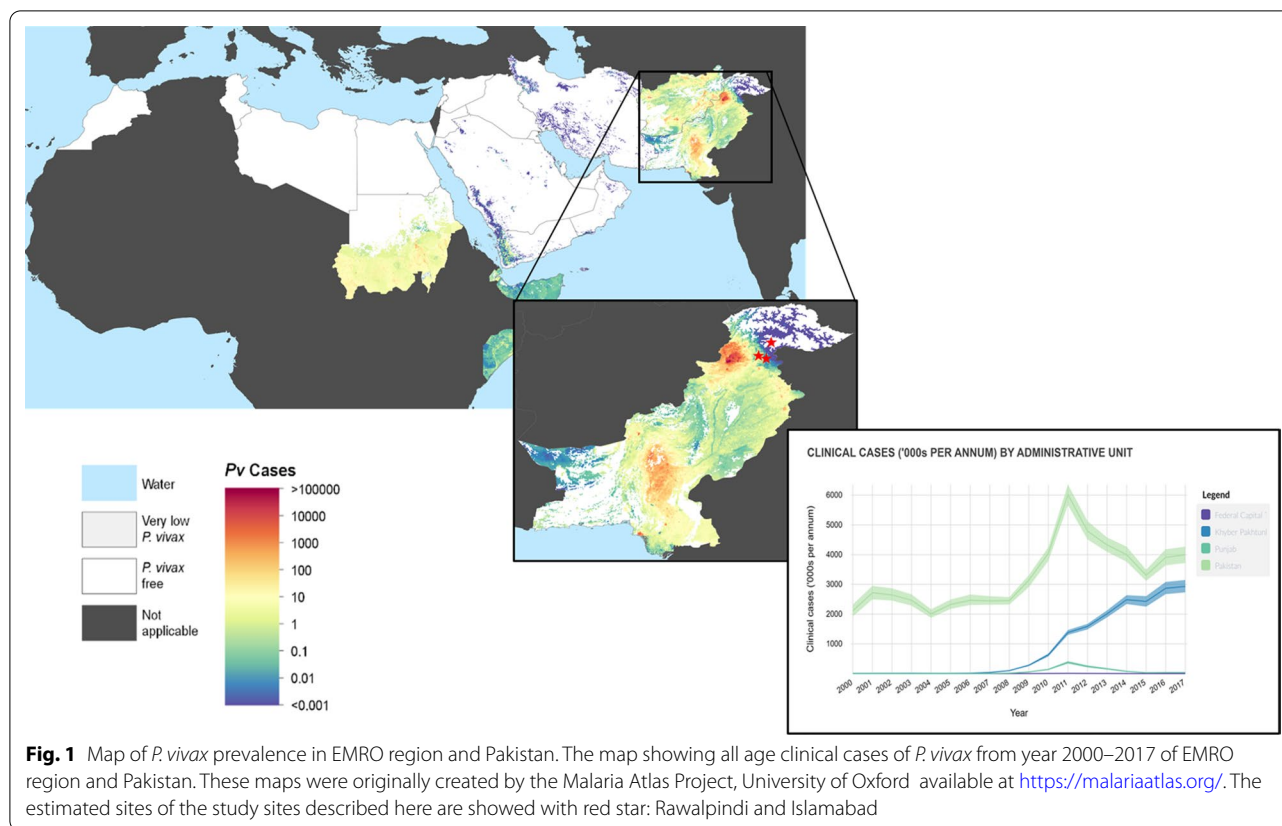 Water
Very low
P. vivax
P. vivax
free
Not
applicable
Pv Cases
>100000
10000
1000
100
10
1
0.1
0.01
<0.001
CLINICAL CASES ('000s PER ANNUM) BY ADMINISTRATIVE UNIT
Clinical cases ('000s per annum)
6000
5000
4000
3000
2000
1000
2000 2001 2002 2003 2004 2005 2006 2007 2008 2009 2010 2011 2012 2013 2014 2015 2016 2017
Year
Legend
Federal Capital
Khyber Pakhtun
Punjab
Pakistan
Fig. 1 Map of P. vivax prevalence in EMRO region and Pakistan. The map showing all age clinical cases of P. vivax from year 2000–2017 of EMRO
region and Pakistan. These maps were originally created by the Malaria Atlas Project, University of Oxford available at https://malariaatlas.org/. The
estimated sites of the study sites described here are showed with red star: Rawalpindi and Islamabad